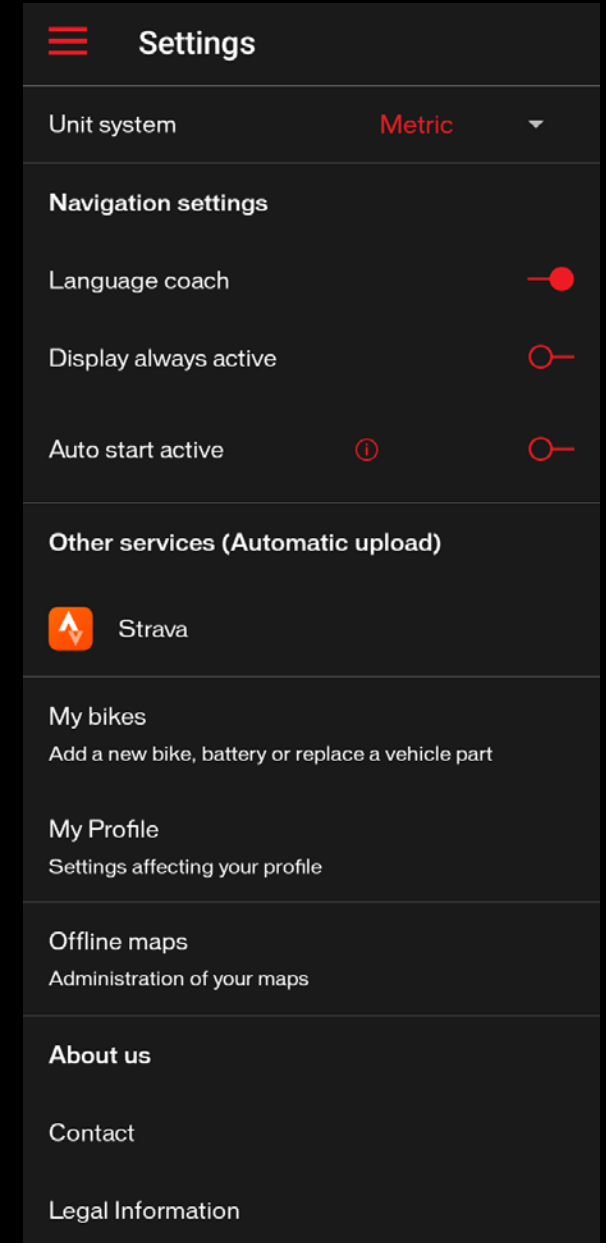 Settings
Unit system Metric
Navigation settings
Language coach
Display always active
Auto start active
Other services (Automatic upload)
Strava
My bikes
Add a new bike, battery or replace a vehicle part
My Profile
Settings affecting your profile
Offline maps
Administration of your maps
About us
Contact
Legal Information